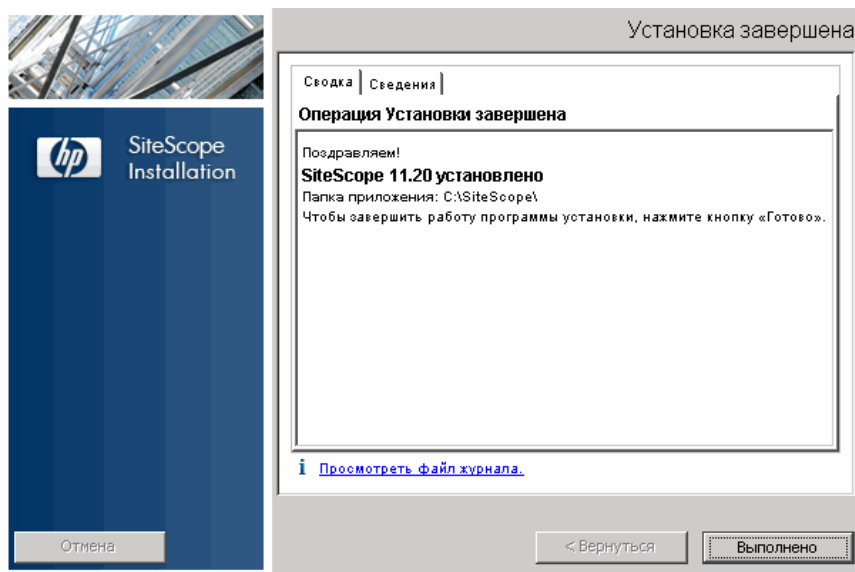 Установка завершена
hp
SiteScope
Installation
Сводка
Сведения
Операция Установки завершена
Поздравляем!
SiteScope 11.20 установлено
Папка приложения: C:\SiteScope\
Чтобы завершить работу программы установки, нажмите кнопку «Готово».
i Просмотреть файл журнала.
Отмена
< Вернуться
Выполнено